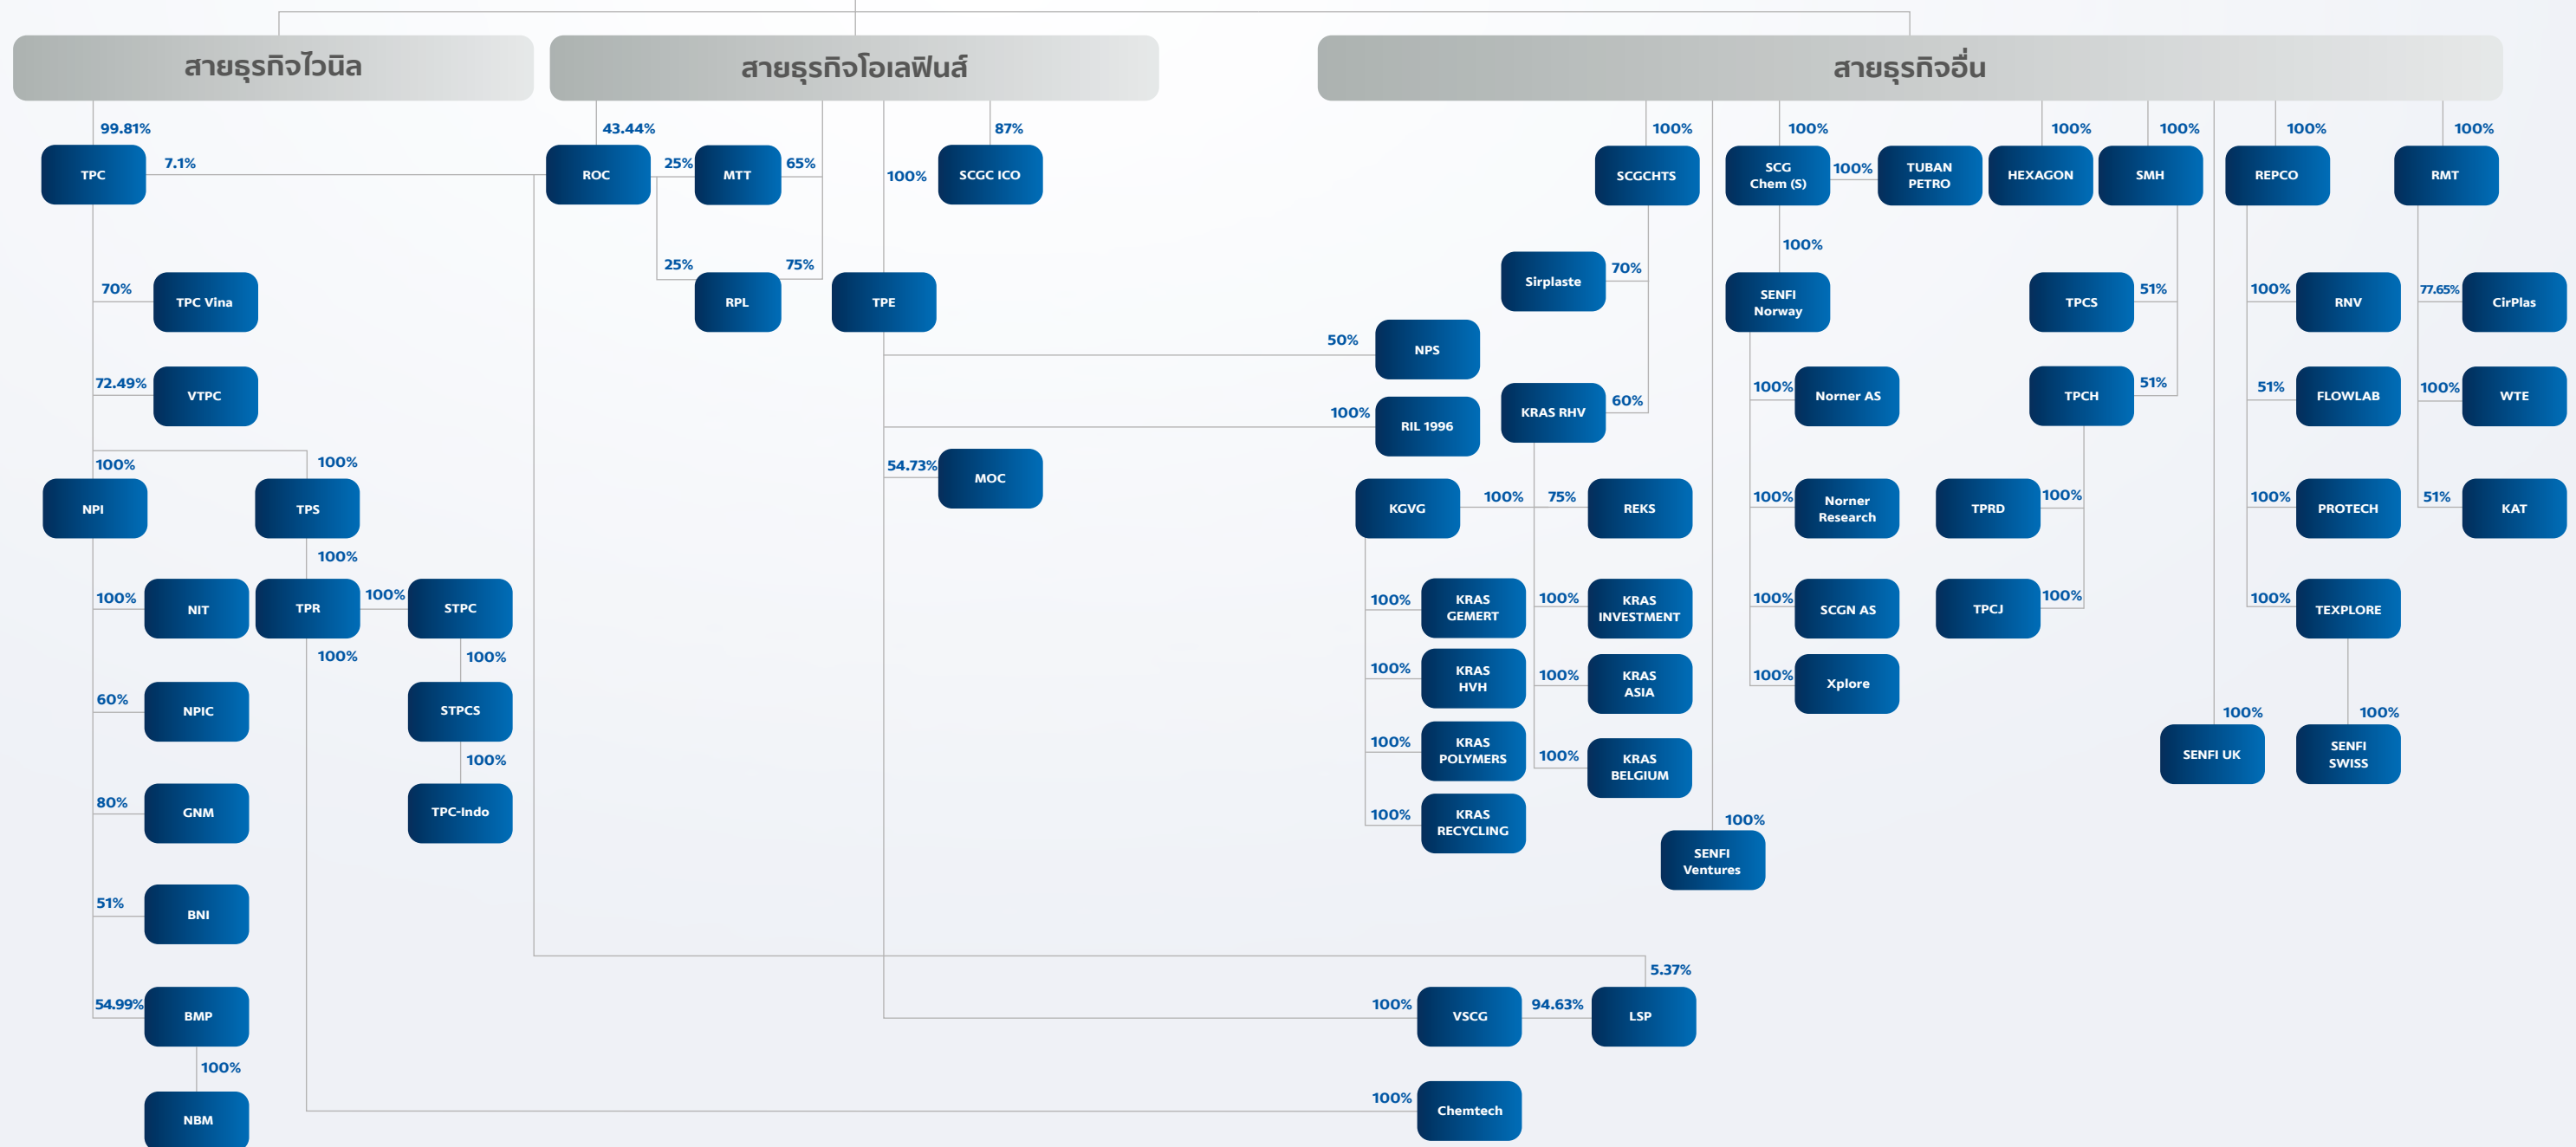 สายธุรกิจไวนิล
สายธุรกิจโอเลฟินส์
สายธุรกิจอื่น
99.81%
TPC
7.1%
70%
TPC Vina
72.49%
VTPC
100%
NPI
100%
TPS
100%
100%
NIT
TPR
100%
STPC
100%
100%
60%
NPIC
STPCS
100%
80%
GNM
TPC-Indo
51%
BNI
54.99%
BMP
100%
NBM
43.44%
ROC
25%
MTT
65%
25%
RPL
75%
100%
TPE
87%
SCGC ICO
50%
NPS
100%
RIL 1996
54.73%
MOC
100%
VSCG
94.63%
LSP
5.37%
100%
Chemtech
100%
SCGCHTS
70%
Sirplaste
60%
KRAS RHV
KGVG
100%
75%
REKS
100%
KRAS
GEMERT
100%
KRAS
HVH
100%
KRAS
POLYMERS
100%
KRAS
RECYCLING
100%
KRAS
INVESTMENT
100%
KRAS
ASIA
100%
KRAS
BELGIUM
100%
SENFI
Ventures
100%
SCG
Chem (S)
100%
TUBAN
PETRO
100%
SENFI
Norway
100%
Norner AS
100%
Norner
Research
100%
SCGN AS
100%
Xplore
100%
HEXAGON
100%
SMH
51%
TPCS
51%
TPCH
100%
TPRD
100%
TPCJ
100%
SENFI UK
100%
REPCO
100%
RNV
51%
FLOWLAB
100%
PROTECH
100%
TEXPLORE
100%
SENFI
SWISS
100%
RMT
77.65%
CirPlas
100%
WTE
51%
KAT